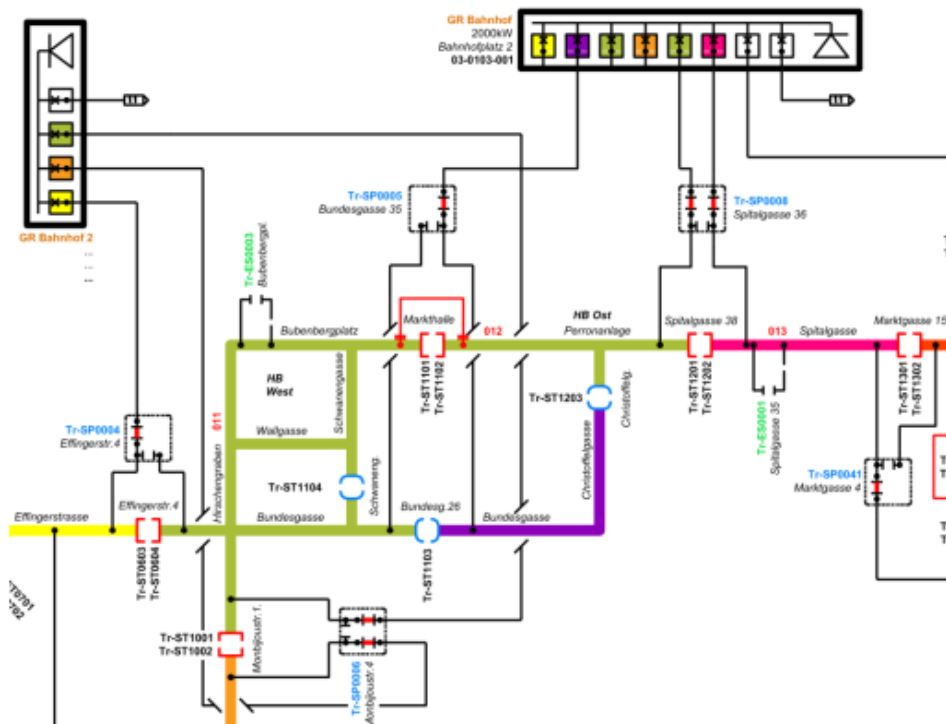 GR Bahnhof
2000kW
Bahnhofplatz 2
03-0103-001
11
11
GR Bahnhof 2
...
...
...
Tr-SP0005
Bundesgasse 35
Tr-SP0008
Spitalgasse 36
Tr-ES0003
Bubenbergpl.
Bubenbergplatz
Markthalle
012
HB Ost
Perronanlage
Spitalgasse 38
013
Spitalgasse
Marktgasse 15
HB
West
Schwanengasse
Tr-ST1101
Tr-ST1102
Tr-ST1201
Tr-ST1202
Tr-ST1301
Tr-ST1302
Tr-ST1203
Christoffelg.
Tr-ES0001
Spitalgasse 35
Tr-SP0004
Effingerstr.4
011
Wallgasse
Hirachengraben
Tr-ST1104
Schwaneng.
Christoffelgasse
Tr-SP0041
Marktgasse 4
Effingerstrasse
Effingerstr.4
Bundesgasse
Bundesg.26
Bundesgasse
Tr-ST0603
Tr-ST0604
Tr-ST1103
Tr-ST1001
Tr-ST1002
Monbijoustr.1.
Tr-SP0006
Monbijoustr.4